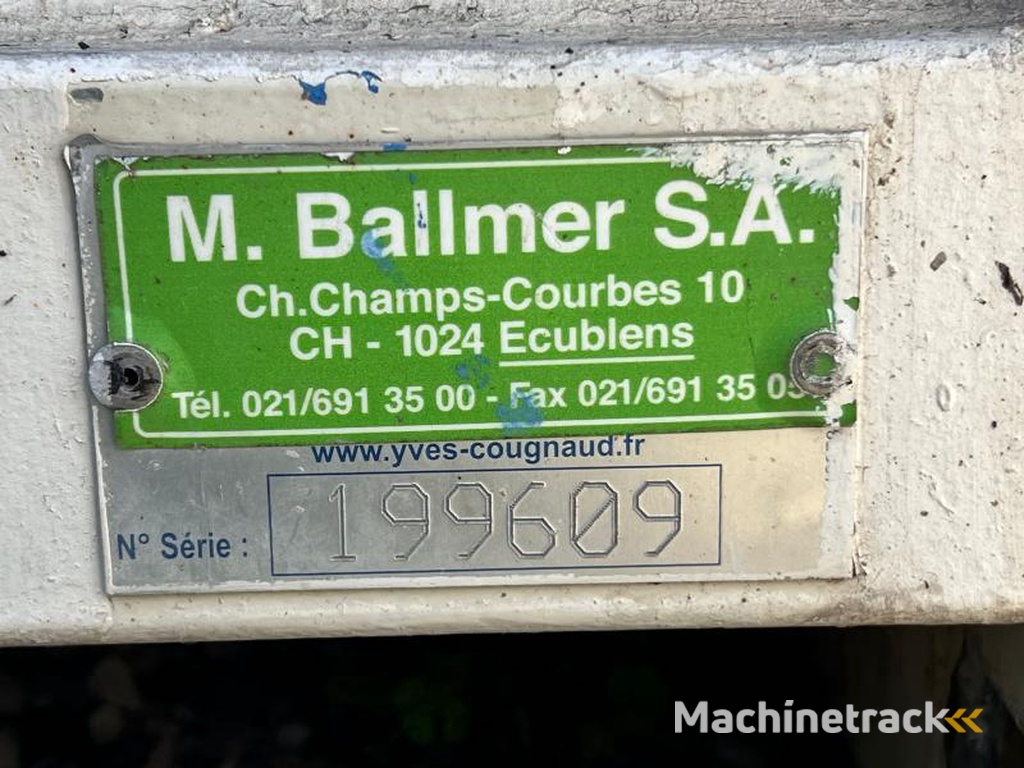 M. Ballmer S.A.
Ch.Champs-Courbes 10
CH - 1024 Ecublens
Tél. 021/691 35 00 - Fax 021/691 35 05
www.yves-cougnaud.fr
N° Série : 199609
Machinetrack